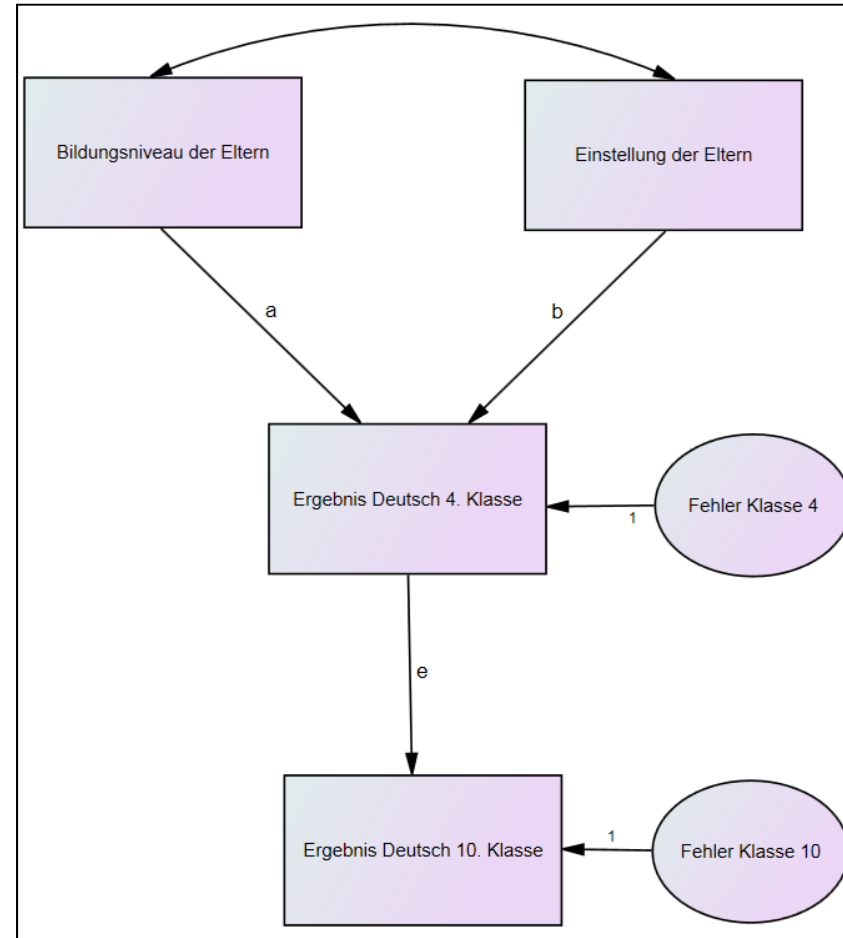 Bildungsniveau der Eltern
Einstellung der Eltern
a
b
Ergebnis Deutsch 4. Klasse
1
Fehler Klasse 4
e
Ergebnis Deutsch 10. Klasse
1
Fehler Klasse 10